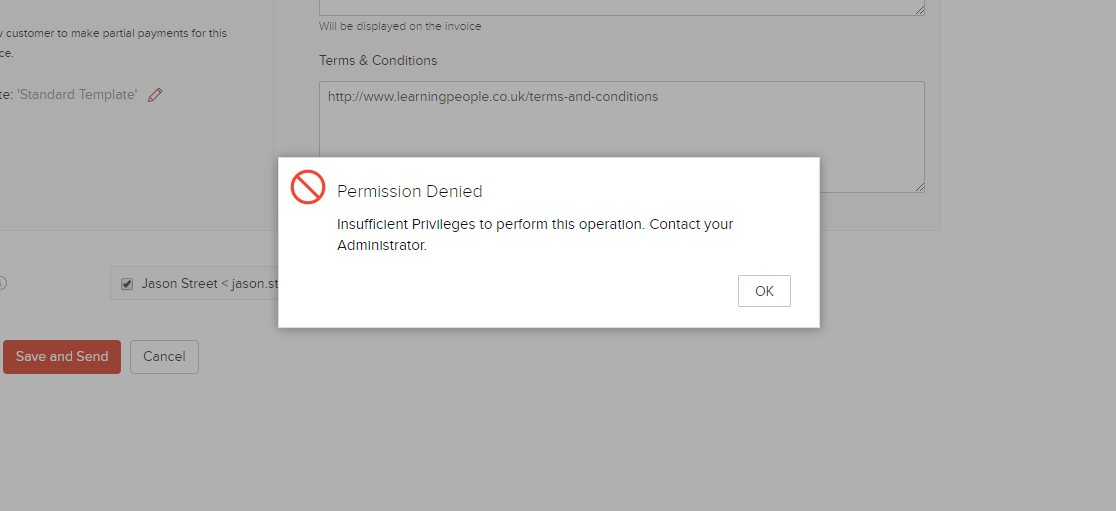 Will be displayed on the invoice
customer to make partial payments for this
Terms & Conditions
'Standard Template'
http://www.learningpeople.co.uk/terms-and-conditions
Permission Denied
Insufficient Privileges to perform this operation. Contact your
Administrator.
Jason Street < jason.st
OK
Save and Send
Cancel